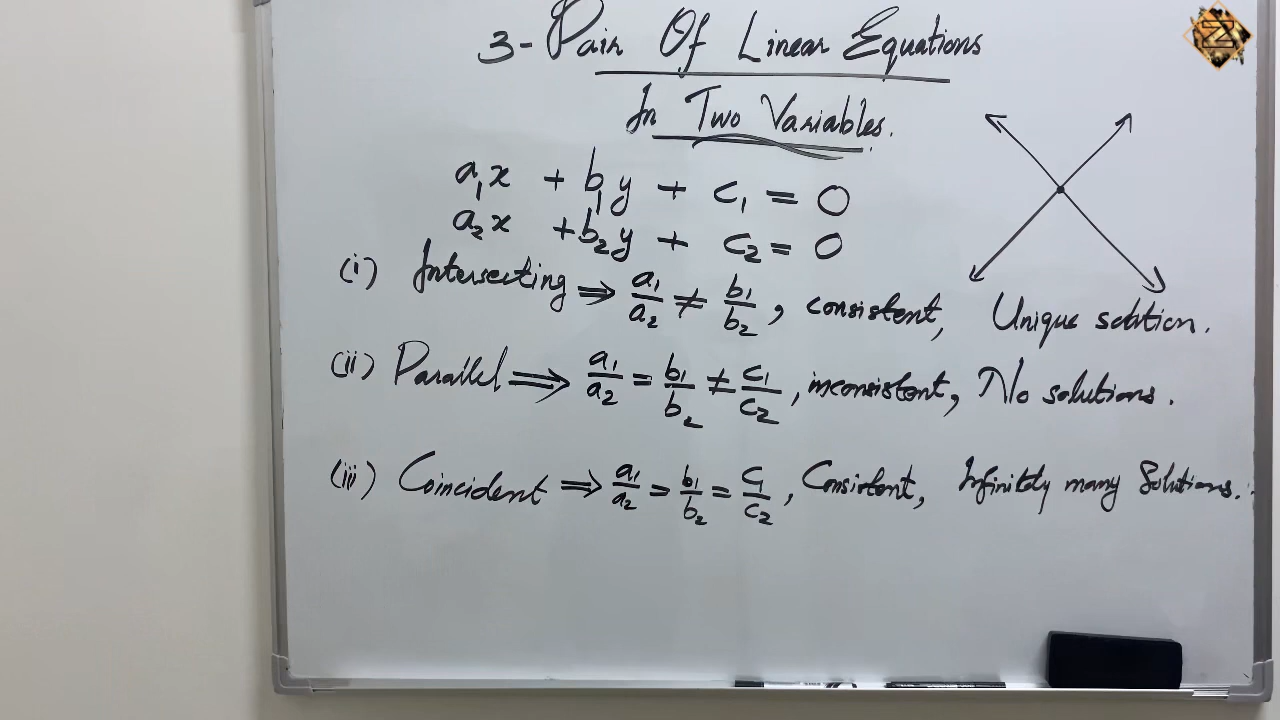 3- Pair Of Linear Equations
In Two Variables.
a₁x + b₁y + c₁ = 0
a₂x + b₂y + c₂ = 0
(i) Intersecting ⇒ a₁/a₂ ≠ b₁/b₂, consistent, Unique solution.
(ii) Parallel ⇒ a₁/a₂ = b₁/b₂ ≠ c₁/c₂, inconsistent, No solutions.
(iii) Coincident ⇒ a₁/a₂ = b₁/b₂ = c₁/c₂, Consistent, Infinitely many Solutions.